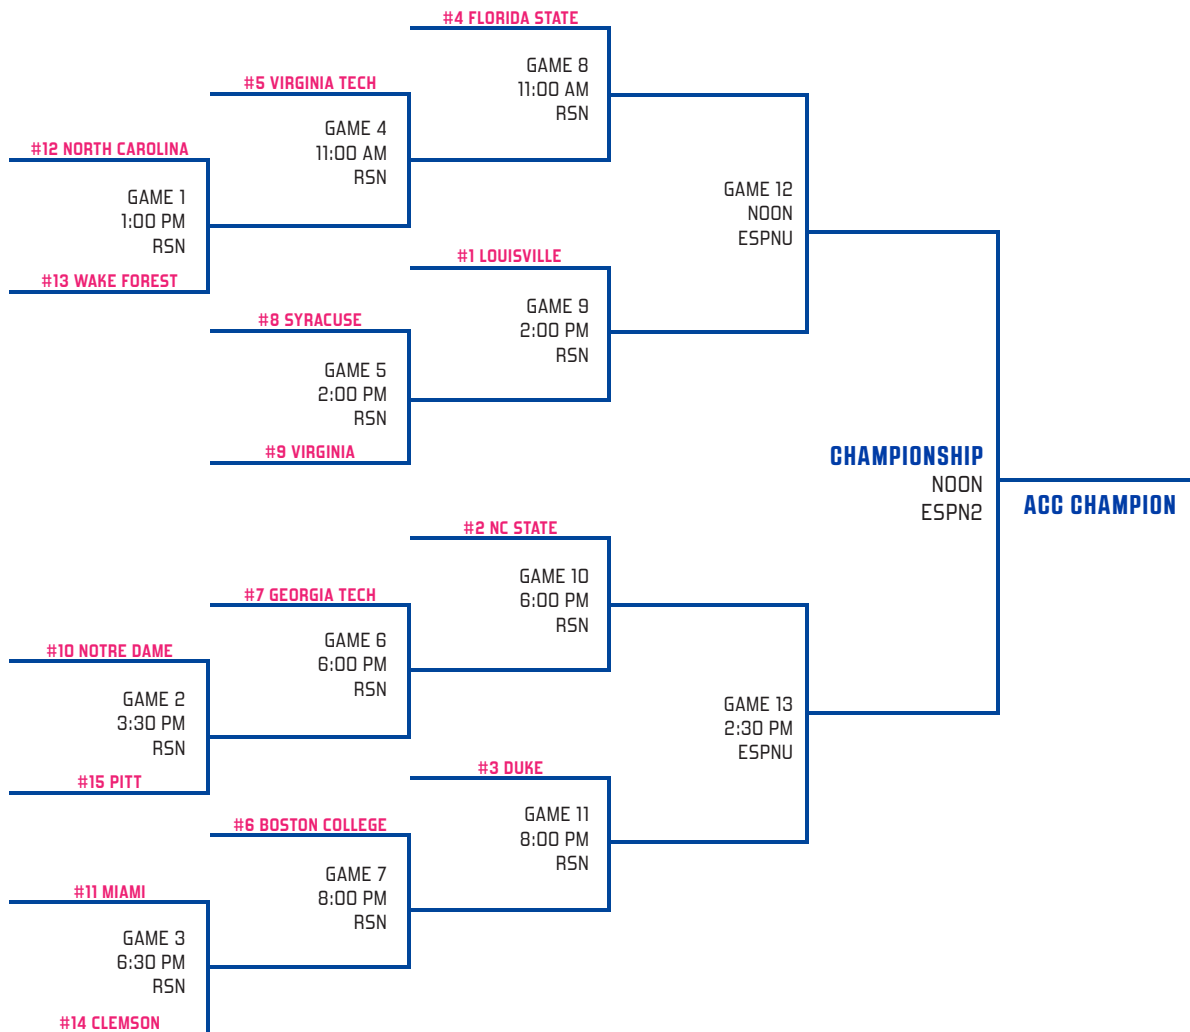 #4 FLORIDA STATE
GAME 8
11:00 AM
RSN
#5 VIRGINIA TECH
GAME 4
11:00 AM
RSN
#12 NORTH CAROLINA
GAME 1
1:00 PM
RSN
#13 WAKE FOREST
GAME 12
NOON
ESPNU
#1 LOUISVILLE
GAME 9
2:00 PM
RSN
#8 SYRACUSE
GAME 5
2:00 PM
RSN
#9 VIRGINIA
CHAMPIONSHIP
NOON
ESPN2
ACC CHAMPION
#2 NC STATE
GAME 10
6:00 PM
RSN
#7 GEORGIA TECH
GAME 6
6:00 PM
RSN
#10 NOTRE DAME
GAME 2
3:30 PM
RSN
#15 PITT
GAME 13
2:30 PM
ESPNU
#3 DUKE
GAME 11
8:00 PM
RSN
#6 BOSTON COLLEGE
GAME 7
8:00 PM
RSN
#11 MIAMI
GAME 3
6:30 PM
RSN
#14 CLEMSON